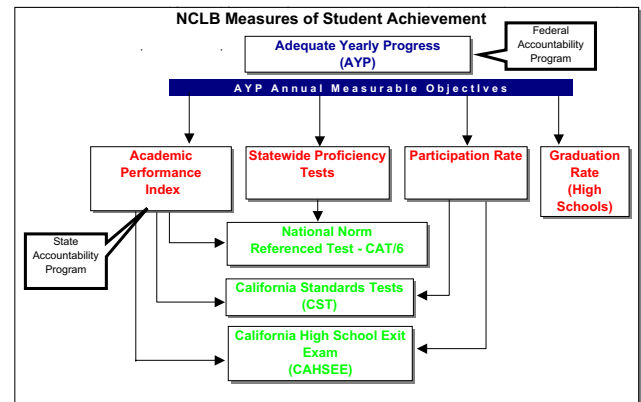 NCLB Measures of Student Achievement
Federal
Accountability
Program
Adequate Yearly Progress
(AYP)
AYP Annual Measurable ObjectIves
Academic
Performance
Index
Statewide Proficiency
Tests
Participation Rate
Graduation
Rate
(High
Schools)
State
Accountability
Program
National Norm
Referenced Test - CAT/6
California Standards Tests
(CST)
California High School Exit
Exam
(CAHSEE)